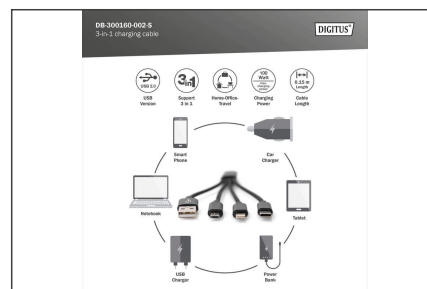 DB-300160-002-S
3-in-1 charging cable
DIGITUS®
USB 2.0
3in1
100
Watt
0.15 m
Length
USB
Version
Support
3 in 1
Home-Office-
Travel
Charging
Power
Cable
Length
Smart
Phone
Car
Charger
Notebook
Tablet
USB
Charger
Power
Bank